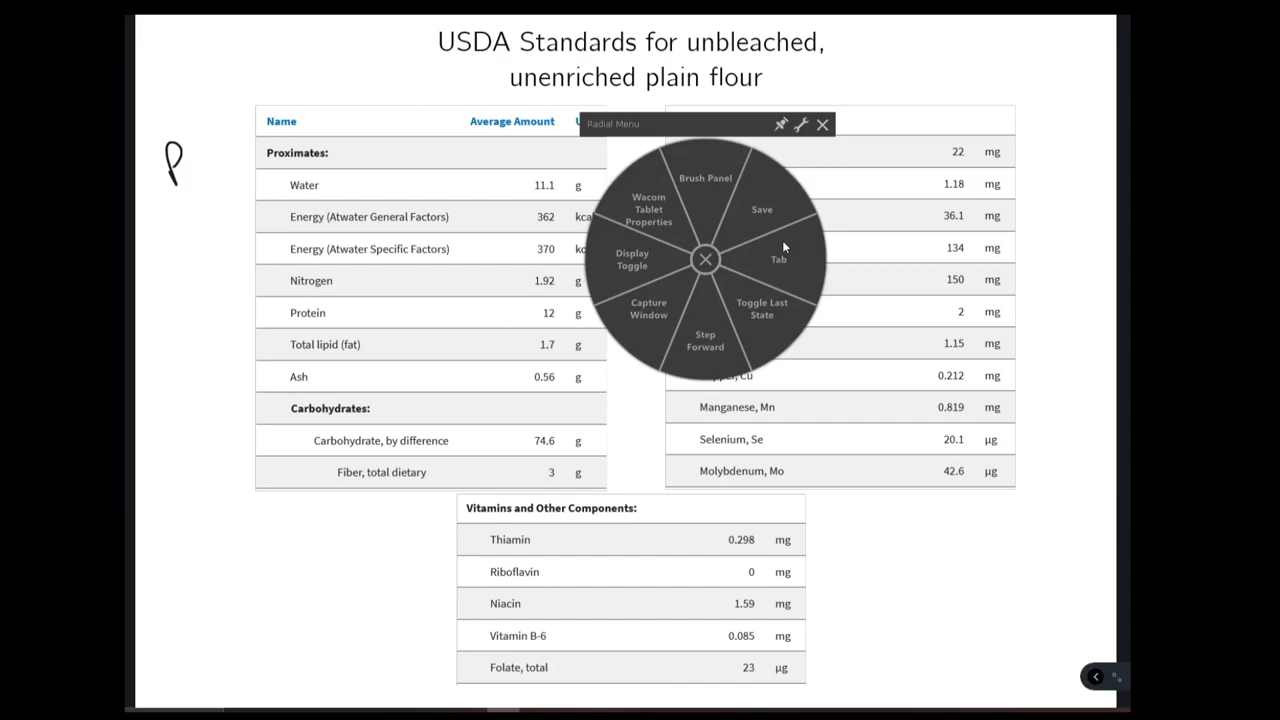 USDA Standards for unbleached,
unenriched plain flour
Name Average Amount
Proximates:
Water 11.1 g
Energy (Atwater General Factors) 362
Energy (Atwater Specific Factors) 370
Nitrogen 1.92 g
Protein 12 g
Total lipid (fat) 1.7 g
Ash 0.56 g
Carbohydrates:
Carbohydrate, by difference 74.6 g
Fiber, total dietary 3 g
Radial Menu
Brush Panel
Save
Tab
Toggle Last
State
Step
Forward
Capture
Window
Display
Toggle
Wacom
Tablet
Properties
22 mg
1.18 mg
36.1 mg
134 mg
150 mg
2 mg
1.15 mg
Cu 0.212 mg
Manganese, Mn 0.819 mg
Selenium, Se 20.1 µg
Molybdenum, Mo 42.6 µg
Vitamins and Other Components:
Thiamin 0.298 mg
Riboflavin 0 mg
Niacin 1.59 mg
Vitamin B-6 0.085 mg
Folate, total 23 µg